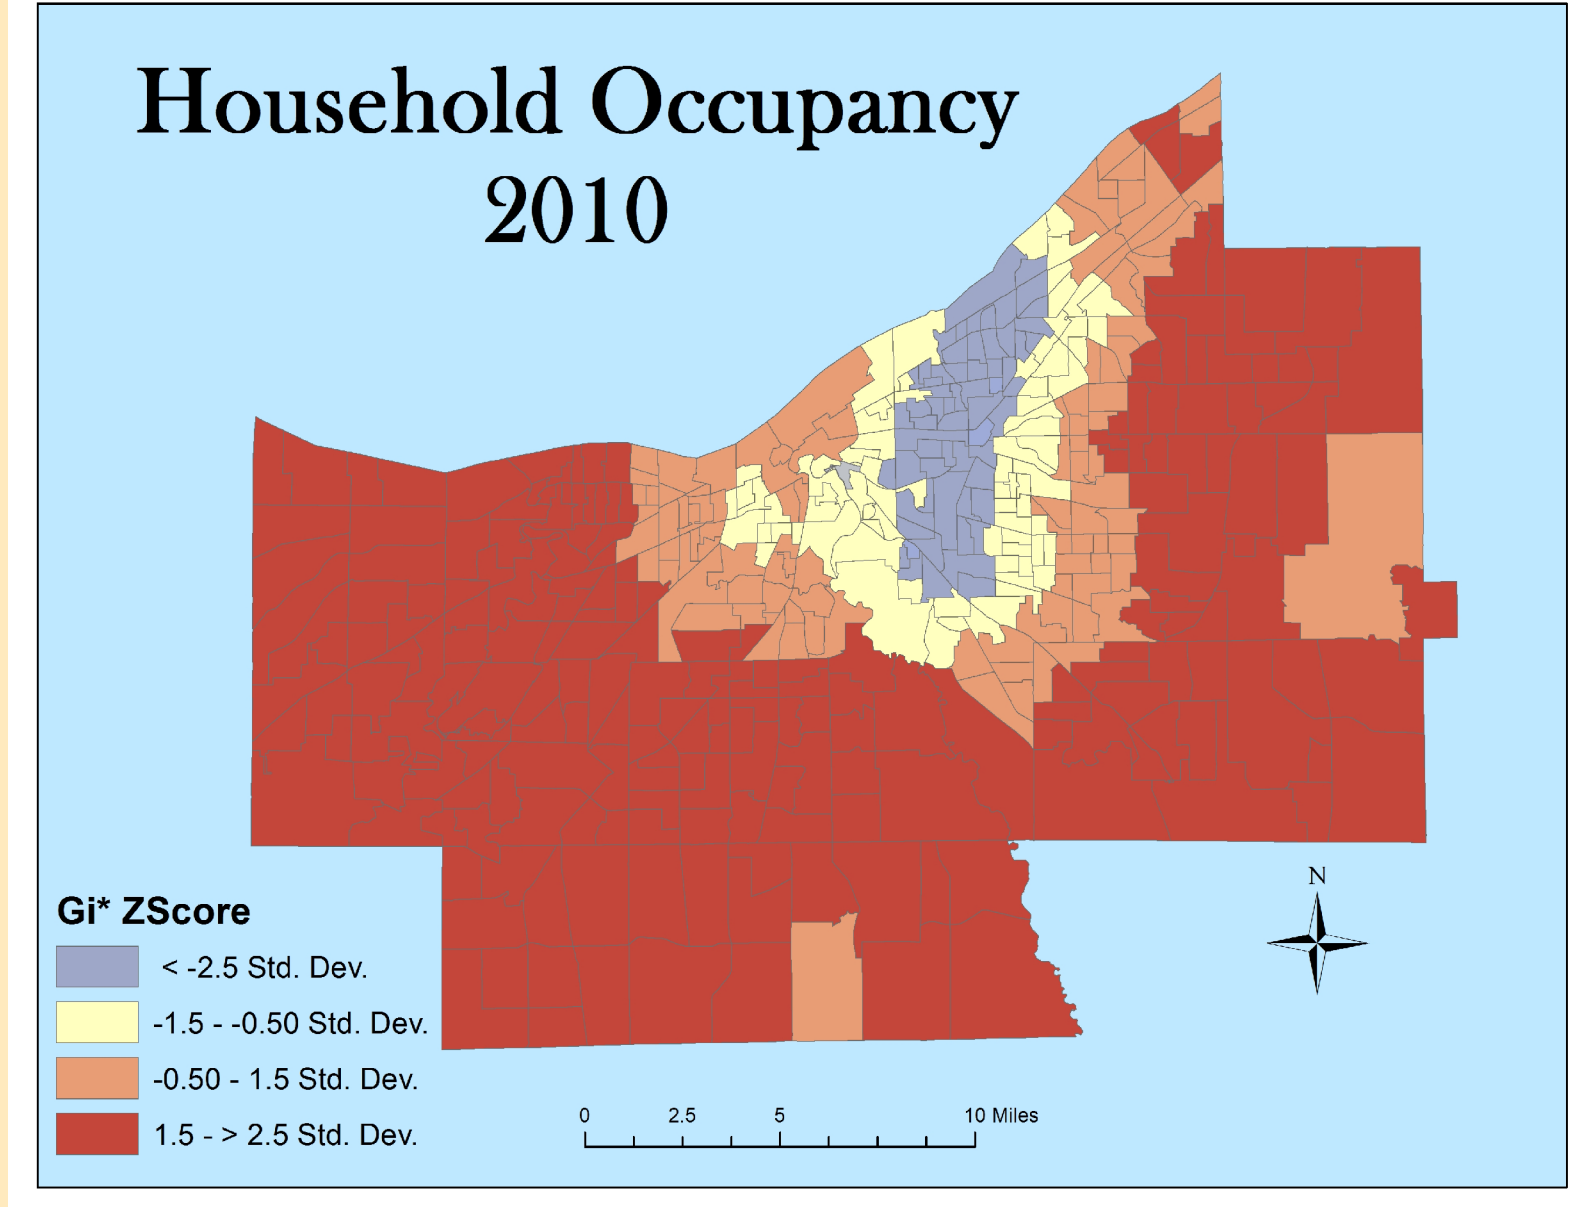 Household Occupancy
2010
N
Gi* ZScore
< -2.5 Std. Dev.
-1.5 - -0.50 Std. Dev.
-0.50 - 1.5 Std. Dev.
1.5 - > 2.5 Std. Dev.
0 2.5 5 10 Miles